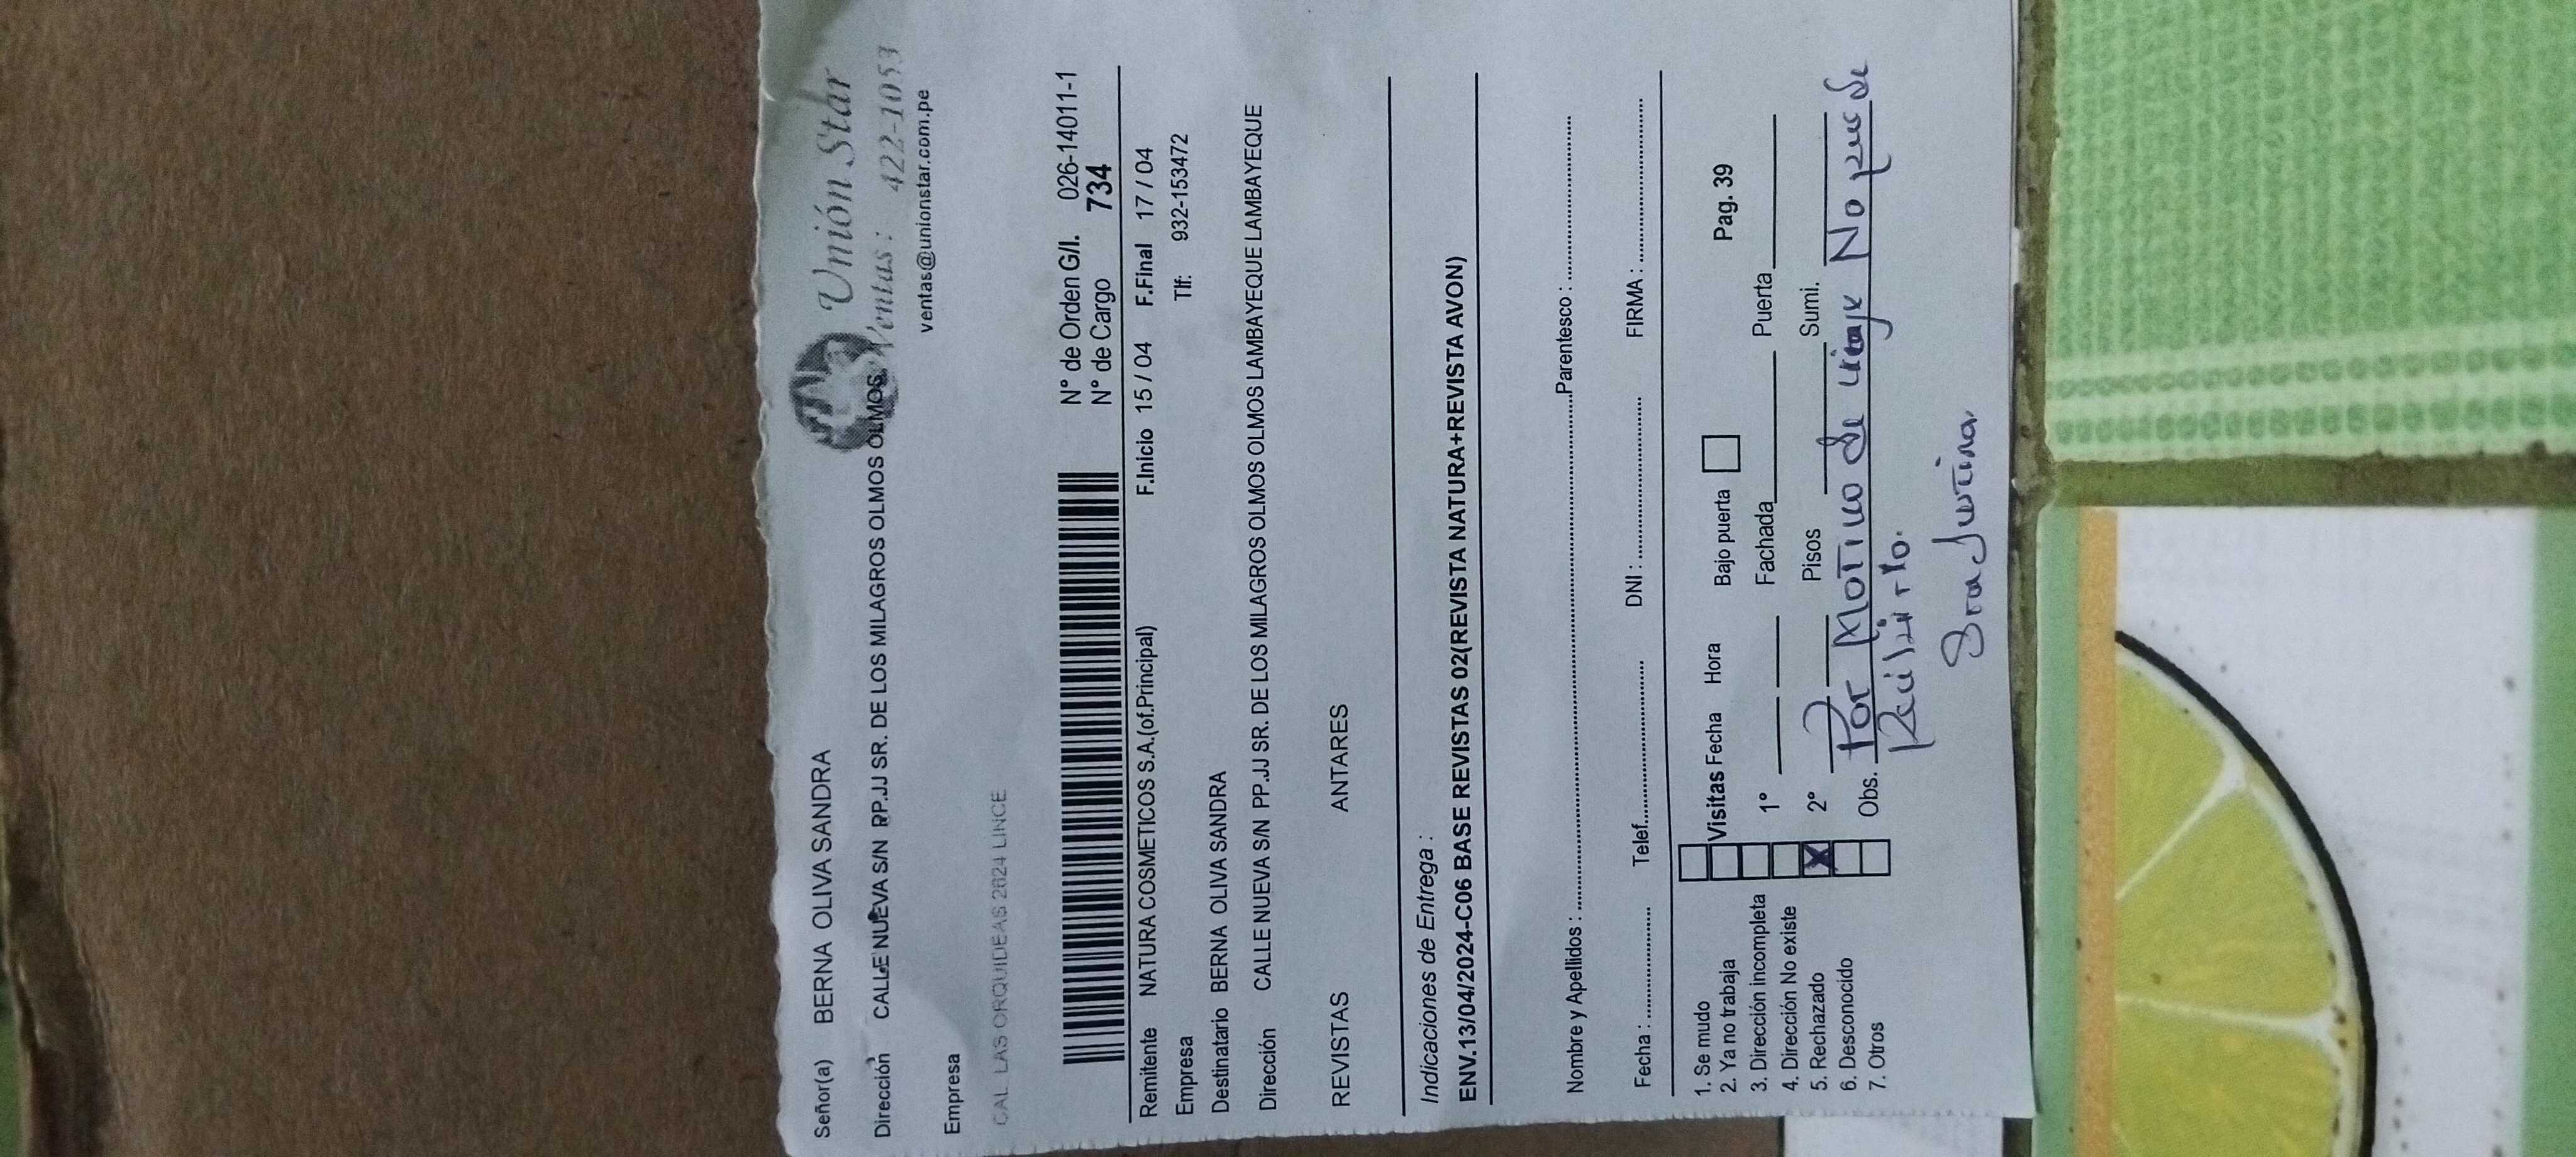 Unión Star
Ventas: 422-1053
ventas@unionstar.com.pe
Señor(a) BERNA OLIVA SANDRA
Dirección CALLE NUEVA S/N PP.JJ SR. DE LOS MILAGROS OLMOS OLMOS
Empresa
CAL LAS ORQUIDEAS 2624 LINCE
N° de Orden G/I. 026-14011-1
N° de Cargo 734
Remitente NATURA COSMETICOS S.A.(of.Principal) F.Inicio 15 / 04 F.Final 17 / 04
Empresa Tlf: 932-153472
Destinatario BERNA OLIVA SANDRA
Dirección CALLE NUEVA S/N PP.JJ SR. DE LOS MILAGROS OLMOS OLMOS LAMBAYEQUE LAMBAYEQUE
REVISTAS ANTARES
Indicaciones de Entrega :
ENV.13/04/2024-C06 BASE REVISTAS 02(REVISTA NATURA+REVISTA AVON)
Nombre y Apellidos : Parentesco :
Fecha : Telef. DNI : FIRMA :
1. Se mudo
2. Ya no trabaja
3. Dirección incompleta
4. Dirección No existe
5. Rechazado X
6. Desconocido
7. Otros
Visitas Fecha Hora Bajo puerta Pag. 39
1° Fachada Puerta
2° Pisos Sumi.
Obs. Por Motivo de viaje No